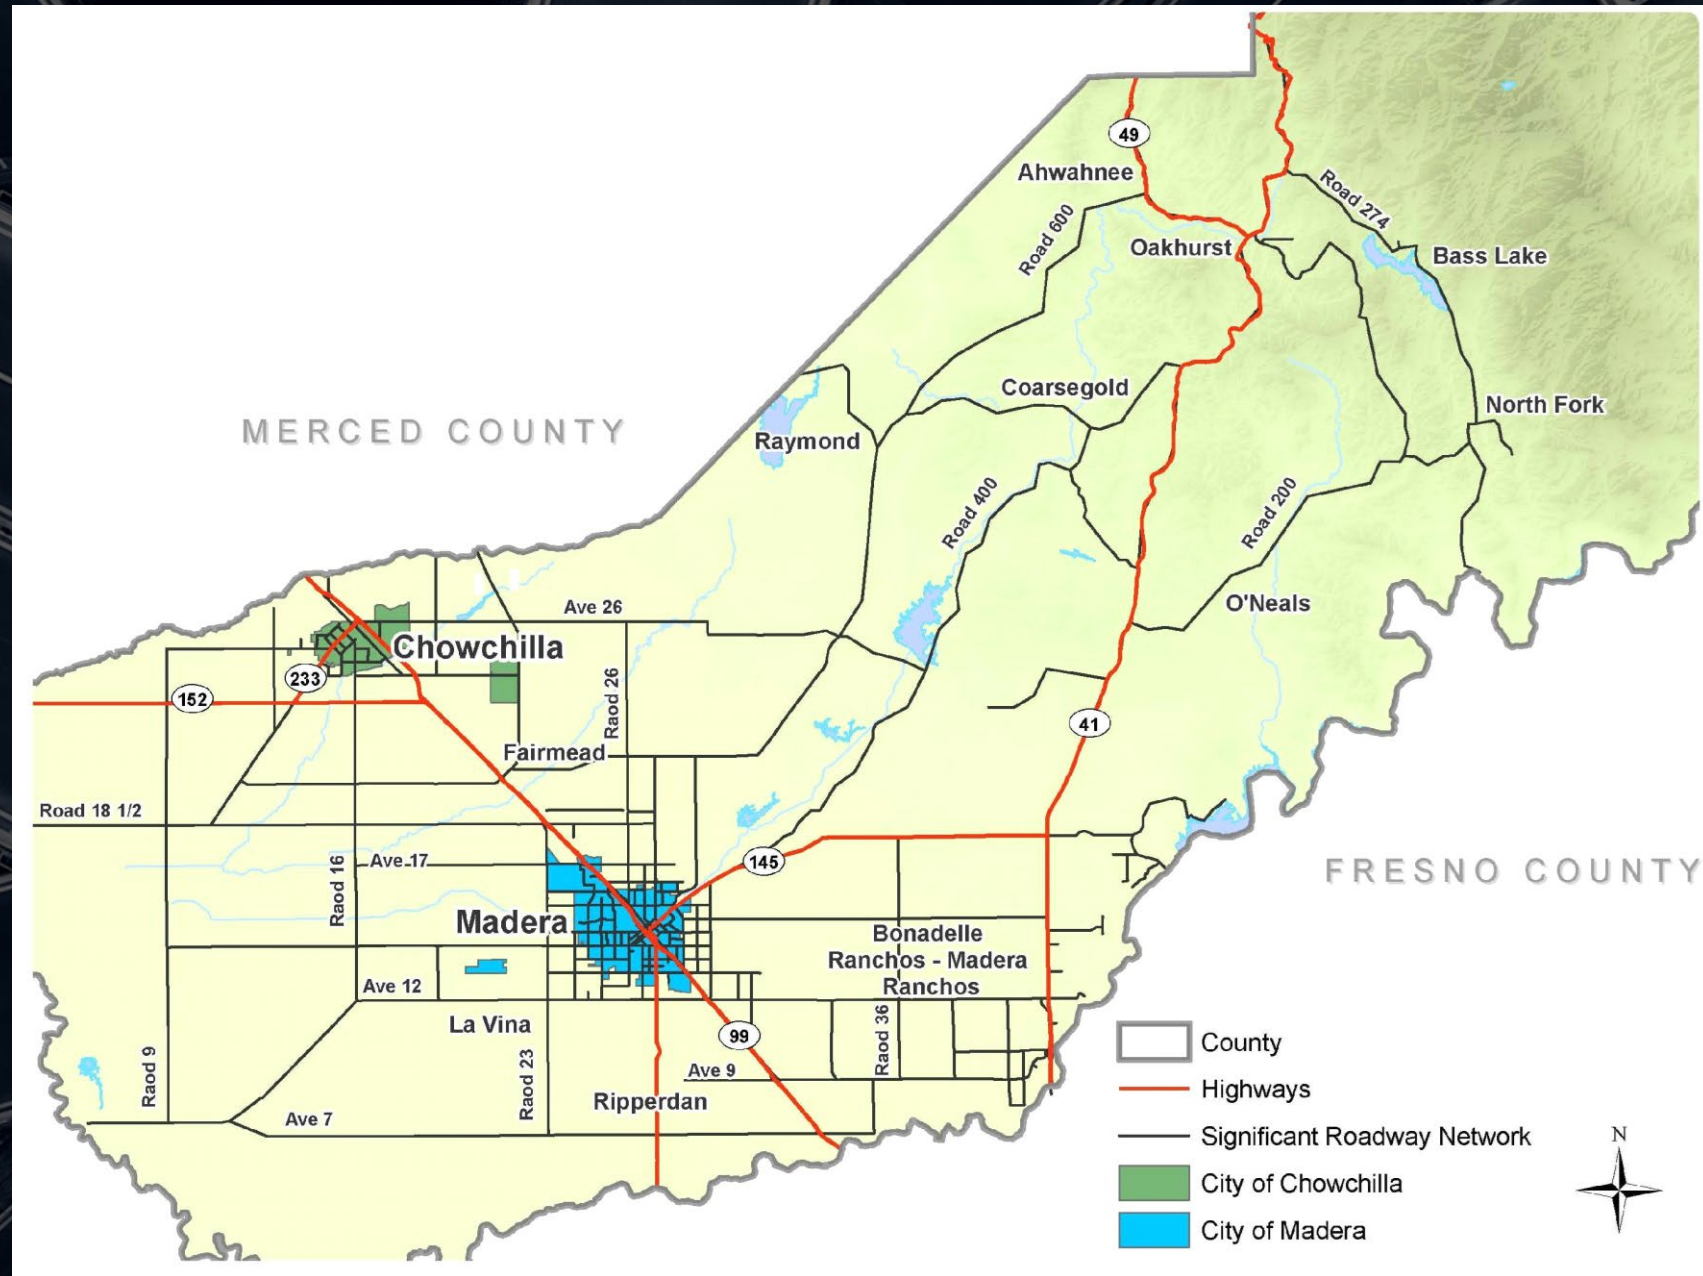 49
Ahwahnee
Road 600
Oakhurst
Road 274
Bass Lake
Coarsegold
North Fork
MERCED COUNTY
Raymond
Road 400
Road 200
O'Neals
Ave 26
Chowchilla
233
152
Raod 26
41
Fairmead
Road 18 1/2
Ave 17
Raod 16
145
FRESNO COUNTY
Madera
Bonadelle
Ranchos - Madera
Ranchos
Ave 12
La Vina
99
Raod 36
Raod 9
Raod 23
Ave 9
Ripperdan
Ave 7
County
Highways
Significant Roadway Network
City of Chowchilla
City of Madera
N